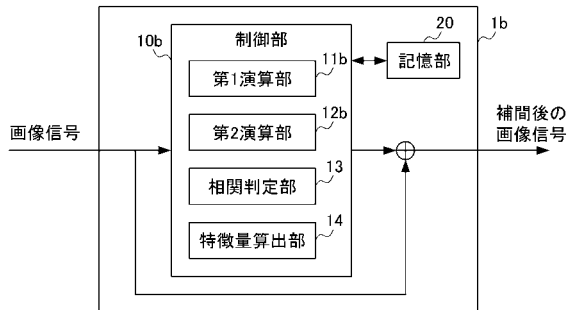 20
1b
10b
制御部
記憶部
11b
第1演算部
12b
第2演算部
画像信号
補間後の
画像信号
13
相関判定部
14
特徴量算出部